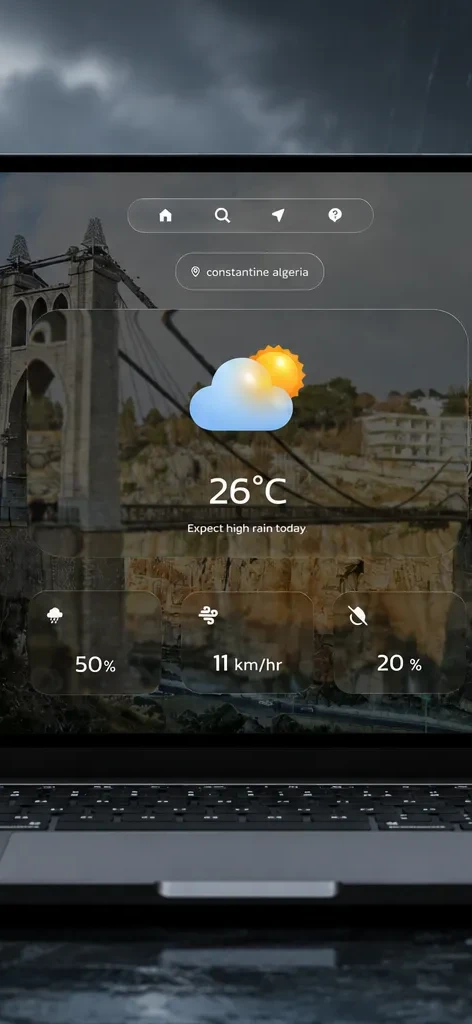 constantine algeria
26°C
Expect high rain today
50%
11 km/hr
20 %